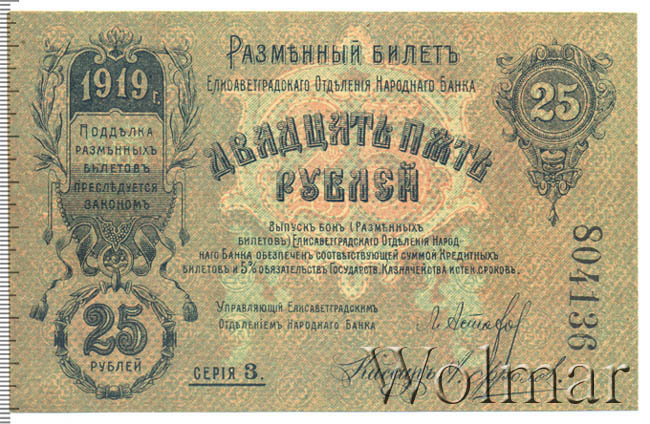 Размѣнный билетъ
Елисаветградскаго Отдѣленія Народнаго Банка
1919 г.
25
Поддѣлка
размѣнныхъ
билетовъ
преслѣдуется
закономъ
Двадцать пять
рублей
Выпускъ бонъ (размѣнныхъ
билетовъ) Елисаветградскаго Отдѣленія Народ-
наго Банка обезпеченъ соотвѣтствующей суммой кредитныхъ
билетовъ и 5% обязательствъ Государств. Казначейства истек. сроковъ.
804136
Управляющій Елисаветградскимъ
Отдѣленіемъ Народнаго Банка
25
рублей
серія 3.
Кассиръ
Wolmar